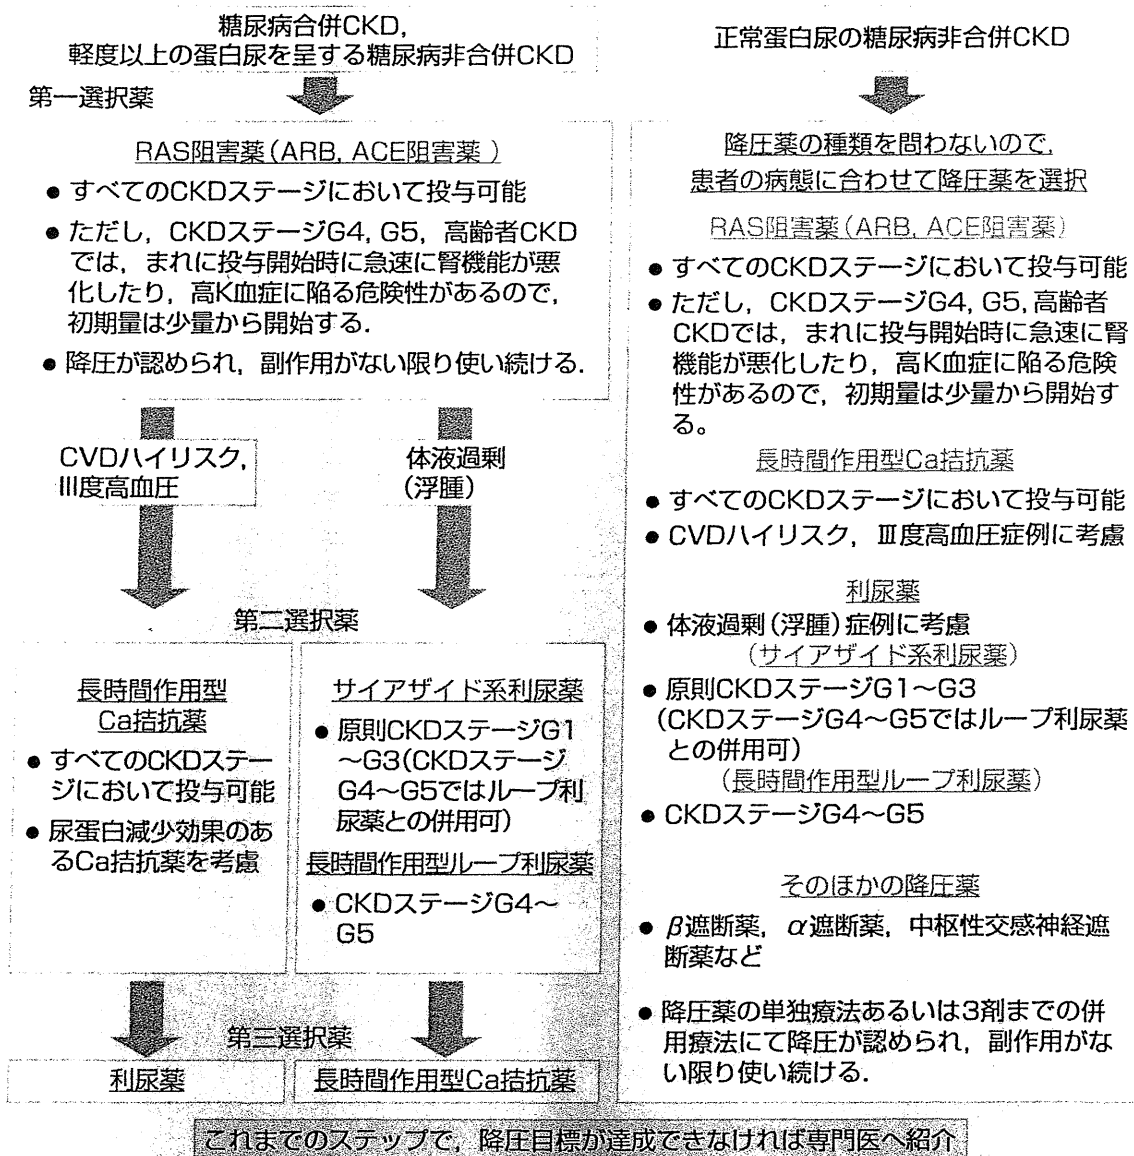 糖尿病合併CKD,
軽度以上の蛋白尿を呈する糖尿病非合併CKD
第一選択薬
RAS阻害薬(ARB, ACE阻害薬 )
● すべてのCKDステージにおいて投与可能
● ただし，CKDステージG4, G5，高齢者CKD
では，まれに投与開始時に急速に腎機能が悪
化したり，高K血症に陥る危険性があるので，
初期量は少量から開始する．
● 降圧が認められ，副作用がない限り使い続ける．
CVDハイリスク,
III度高血圧
体液過剰
(浮腫)
第二選択薬
長時間作用型
Ca拮抗薬
● すべてのCKDステー
ジにおいて投与可能
● 尿蛋白減少効果のあ
るCa拮抗薬を考慮
サイアザイド系利尿薬
● 原則CKDステージG1
～G3(CKDステージ
G4～G5ではループ利
尿薬との併用可)
長時間作用型ループ利尿薬
● CKDステージG4～
G5
第三選択薬
利尿薬
長時間作用型Ca拮抗薬
正常蛋白尿の糖尿病非合併CKD
降圧薬の種類を問わないので,
患者の病態に合わせて降圧薬を選択
RAS阻害薬(ARB, ACE阻害薬)
● すべてのCKDステージにおいて投与可能
● ただし，CKDステージG4, G5, 高齢者
CKDでは，まれに投与開始時に急速に腎
機能が悪化したり，高K血症に陥る危険
性があるので，初期量は少量から開始す
る。
長時間作用型Ca拮抗薬
● すべてのCKDステージにおいて投与可能
● CVDハイリスク，Ⅲ度高血圧症例に考慮
利尿薬
● 体液過剰(浮腫)症例に考慮
(サイアザイド系利尿薬)
● 原則CKDステージG1～G3
(CKDステージG4～G5ではループ利尿薬
との併用可)
(長時間作用型ループ利尿薬)
● CKDステージG4～G5
そのほかの降圧薬
● β遮断薬，α遮断薬，中枢性交感神経遮
断薬など
● 降圧薬の単独療法あるいは3剤までの併
用療法にて降圧が認められ，副作用がな
い限り使い続ける．
これまでのステップで，降圧目標が達成できなければ専門医へ紹介